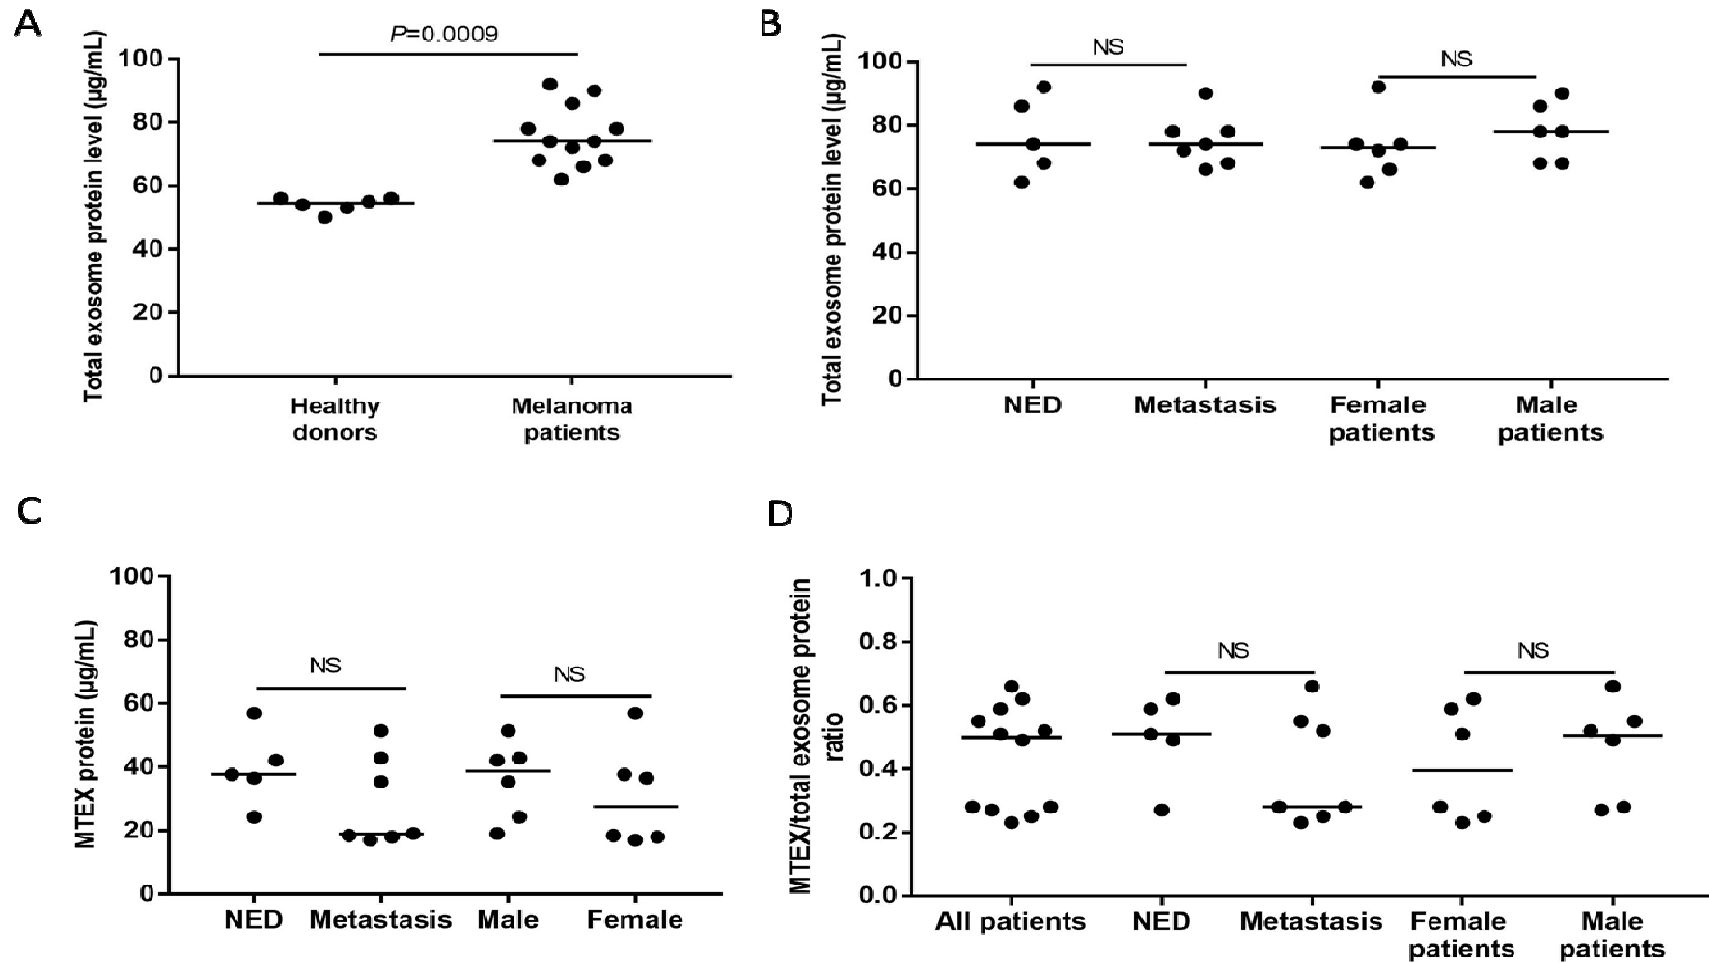 A
P=0.0009
Total exosome protein level (µg/mL)
100
80
60
40
20
0
Healthy
donors
Melanoma
patients
B
NS
NS
Total exosome protein level (µg/mL)
100
80
60
40
20
0
NED
Metastasis
Female
patients
Male
patients
C
NS
NS
MTEX protein (µg/mL)
100
80
60
40
20
0
NED
Metastasis
Male
Female
D
NS
NS
MTEX/total exosome protein
ratio
1.0
0.8
0.6
0.4
0.2
0.0
All patients
NED
Metastasis
Female
patients
Male
patients